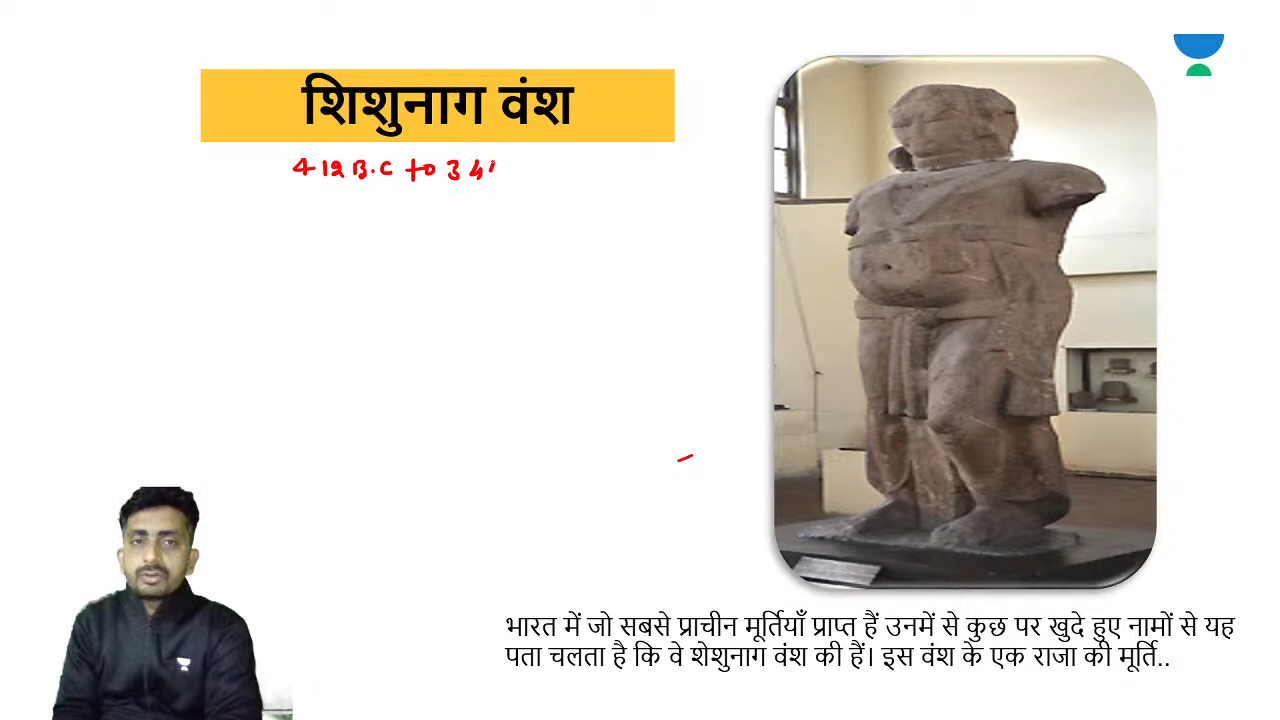 शिशुनाग वंश
412 B.C to 34
भारत में जो सबसे प्राचीन मूर्तियाँ प्राप्त हैं उनमें से कुछ पर खुदे हुए नामों से यह
पता चलता है कि वे शेशुनाग वंश की हैं। इस वंश के एक राजा की मूर्ति..